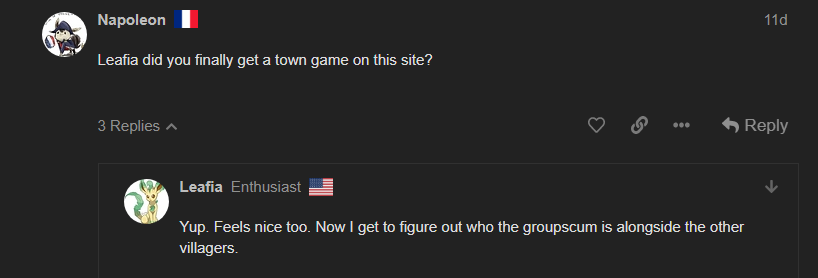 Napoleon 11d
Leafia did you finally get a town game on this site?
3 Replies Reply
Leafia Enthusiast
Yup. Feels nice too. Now I get to figure out who the groupscum is alongside the other
villagers.